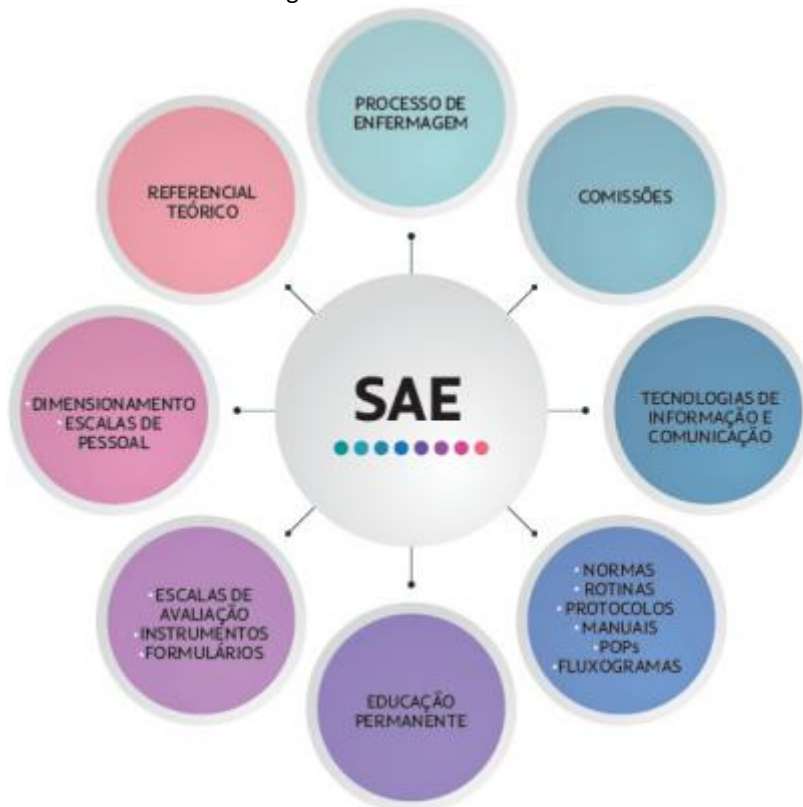 PROCESSO DE
ENFERMAGEM
COMISSÕES
TECNOLOGIAS DE
INFORMAÇÃO E
COMUNICAÇÃO
• NORMAS
• ROTINAS
• PROTOCOLOS
• MANUAIS
• POPs
• FLUXOGRAMAS
EDUCAÇÃO
PERMANENTE
• ESCALAS DE
AVALIAÇÃO
• INSTRUMENTOS
• FORMULÁRIOS
• DIMENSIONAMENTO
• ESCALAS DE
PESSOAL
REFERENCIAL
TEÓRICO
SAE